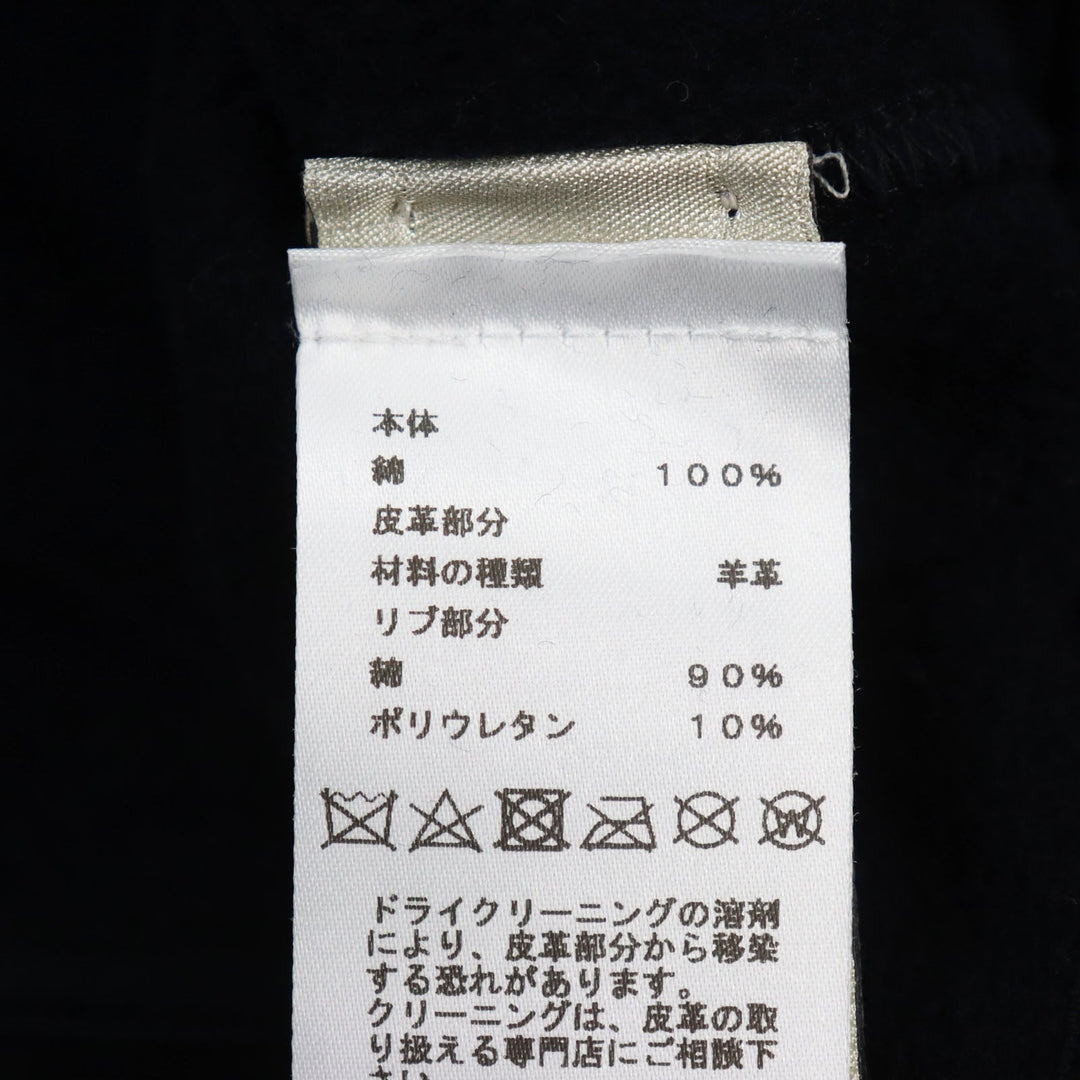 本体
綿 100%
皮革部分
材料の種類 羊革
リブ部分
綿 90%
ポリウレタン 10%
W
ドライクリーニングの溶剤
により、皮革部分から移染
する恐れがあります。
クリーニングは、皮革の取
り扱える専門店にご相談下
さい